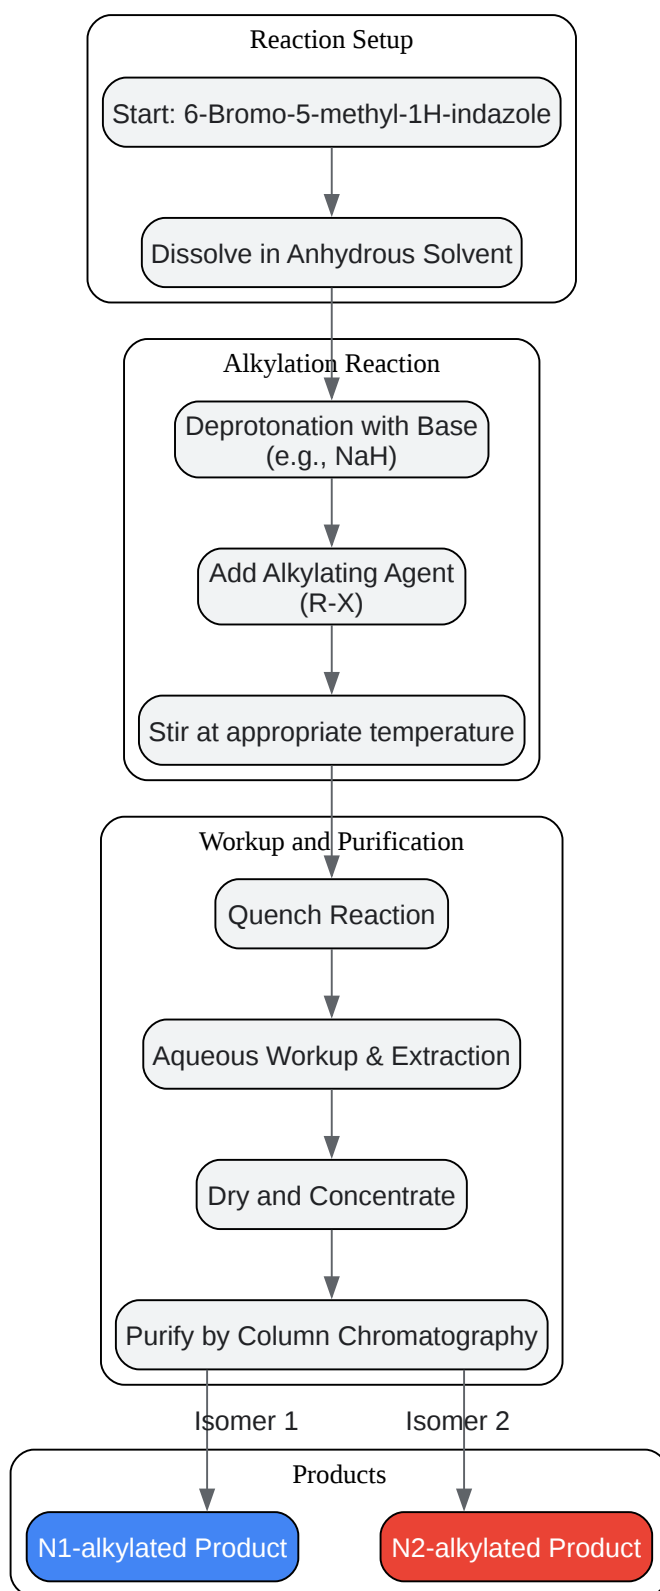 Reaction Setup
Start: 6-Bromo-5-methyl-1H-indazole
Dissolve in Anhydrous Solvent
Alkylation Reaction
Deprotonation with Base
(e.g., NaH)
Add Alkylating Agent
(R-X)
Stir at appropriate temperature
Workup and Purification
Quench Reaction
Aqueous Workup & Extraction
Dry and Concentrate
Purify by Column Chromatography
Isomer 1
Isomer 2
Products
N1-alkylated Product
N2-alkylated Product